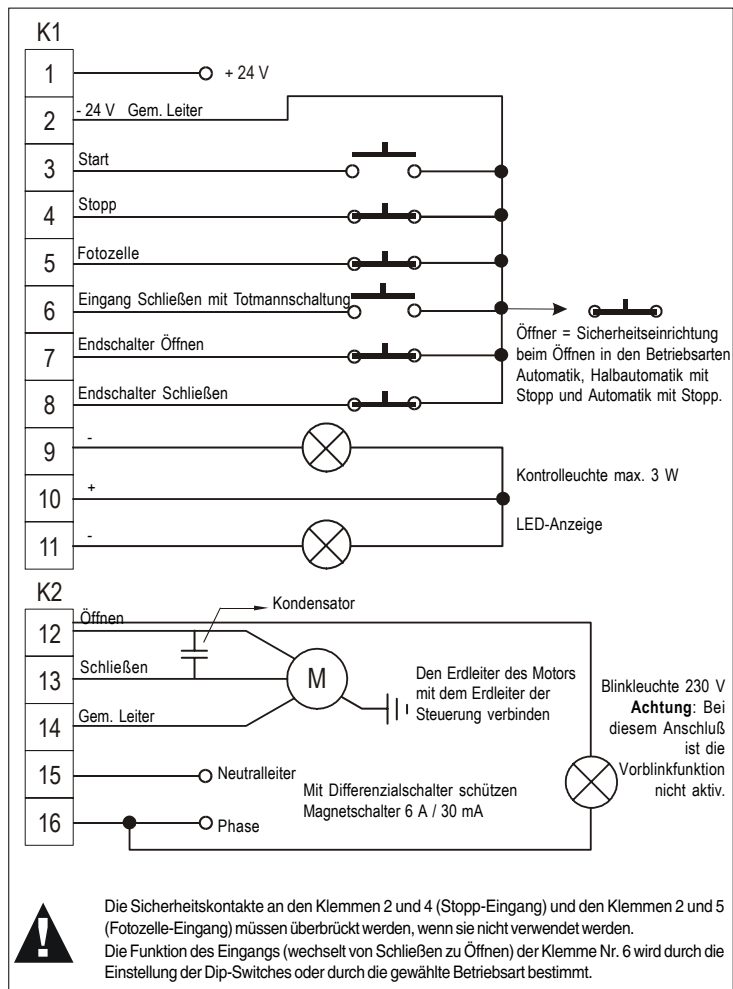 K1
1
+ 24 V
2
- 24 V Gem. Leiter
3
Start
4
Stopp
5
Fotozelle
6
Eingang Schließen mit Totmannschaltung
Öffner = Sicherheitseinrichtung
beim Öffnen in den Betriebsarten
Automatik, Halbautomatik mit
Stopp und Automatik mit Stopp.
7
Endschalter Öffnen
8
Endschalter Schließen
9
-
10
+
Kontrolleuchte max. 3 W
LED-Anzeige
11
-
K2
12
Öffnen
Kondensator
13
Schließen
M
Den Erdleiter des Motors
mit dem Erdleiter der
Steuerung verbinden
14
Gem. Leiter
Blinkleuchte 230 V
Achtung: Bei
diesem Anschluß
ist die
Vorblinkfunktion
nicht aktiv.
15
Neutralleiter
Mit Differenzialschalter schützen
Magnetschalter 6 A / 30 mA
16
Phase
!
Die Sicherheitskontakte an den Klemmen 2 und 4 (Stopp-Eingang) und den Klemmen 2 und 5
(Fotozelle-Eingang) müssen überbrückt werden, wenn sie nicht verwendet werden.
Die Funktion des Eingangs (wechselt von Schließen zu Öffnen) der Klemme Nr. 6 wird durch die
Einstellung der Dip-Switches oder durch die gewählte Betriebsart bestimmt.